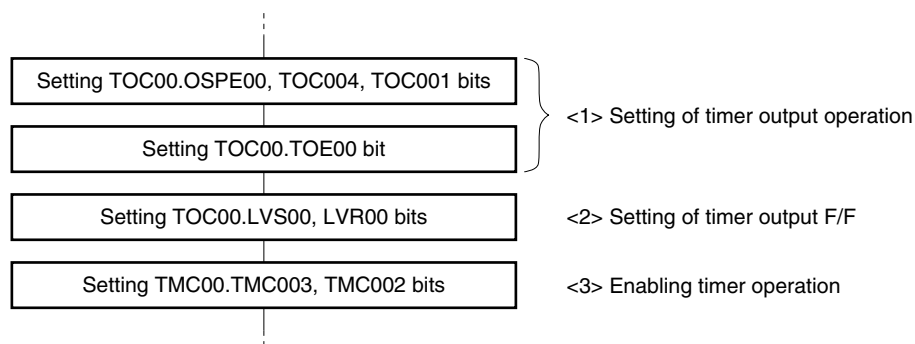 Setting TOC00.OSPE00, TOC004, TOC001 bits
<1> Setting of timer output operation
Setting TOC00.TOE00 bit
Setting TOC00.LVS00, LVR00 bits
<2> Setting of timer output F/F
Setting TMC00.TMC003, TMC002 bits
<3> Enabling timer operation